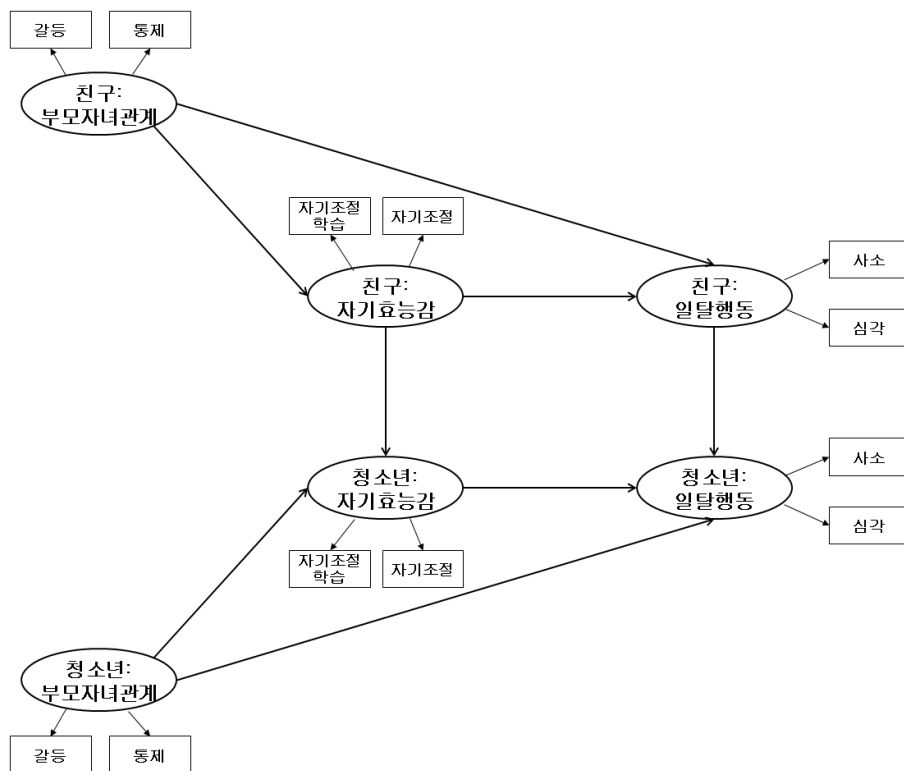 갈등
통제
친구:
부모자녀관계
자기조절
학습
자기조절
친구:
자기효능감
친구:
일탈행동
사소
심각
청소년:
자기효능감
청소년:
일탈행동
사소
심각
자기조절
학습
자기조절
청소년:
부모자녀관계
갈등
통제